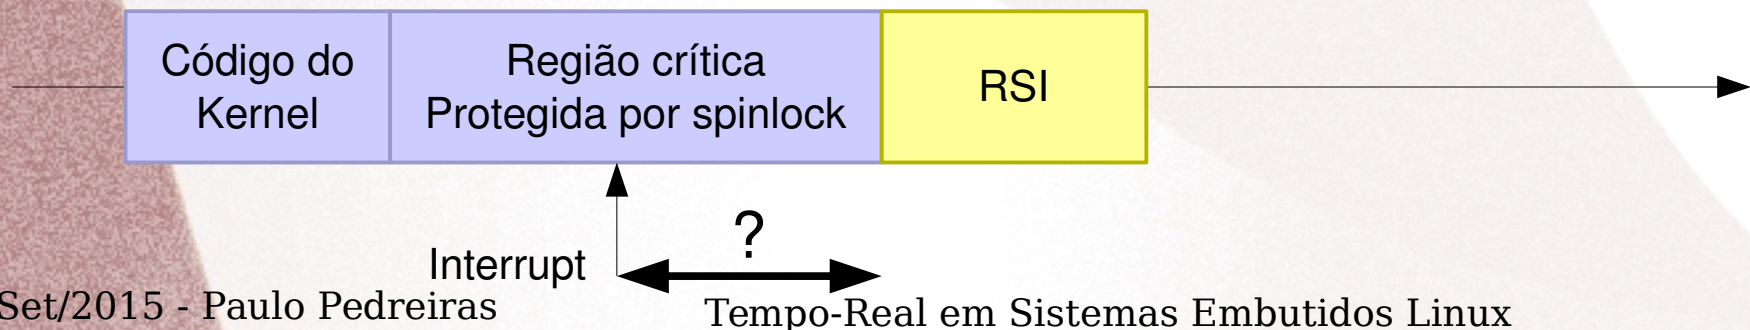 Código do
Kernel
Região crítica
Protegida por spinlock
RSI
?
Interrupt
Set/2015 - Paulo Pedreiras
Tempo-Real em Sistemas Embutidos Linux